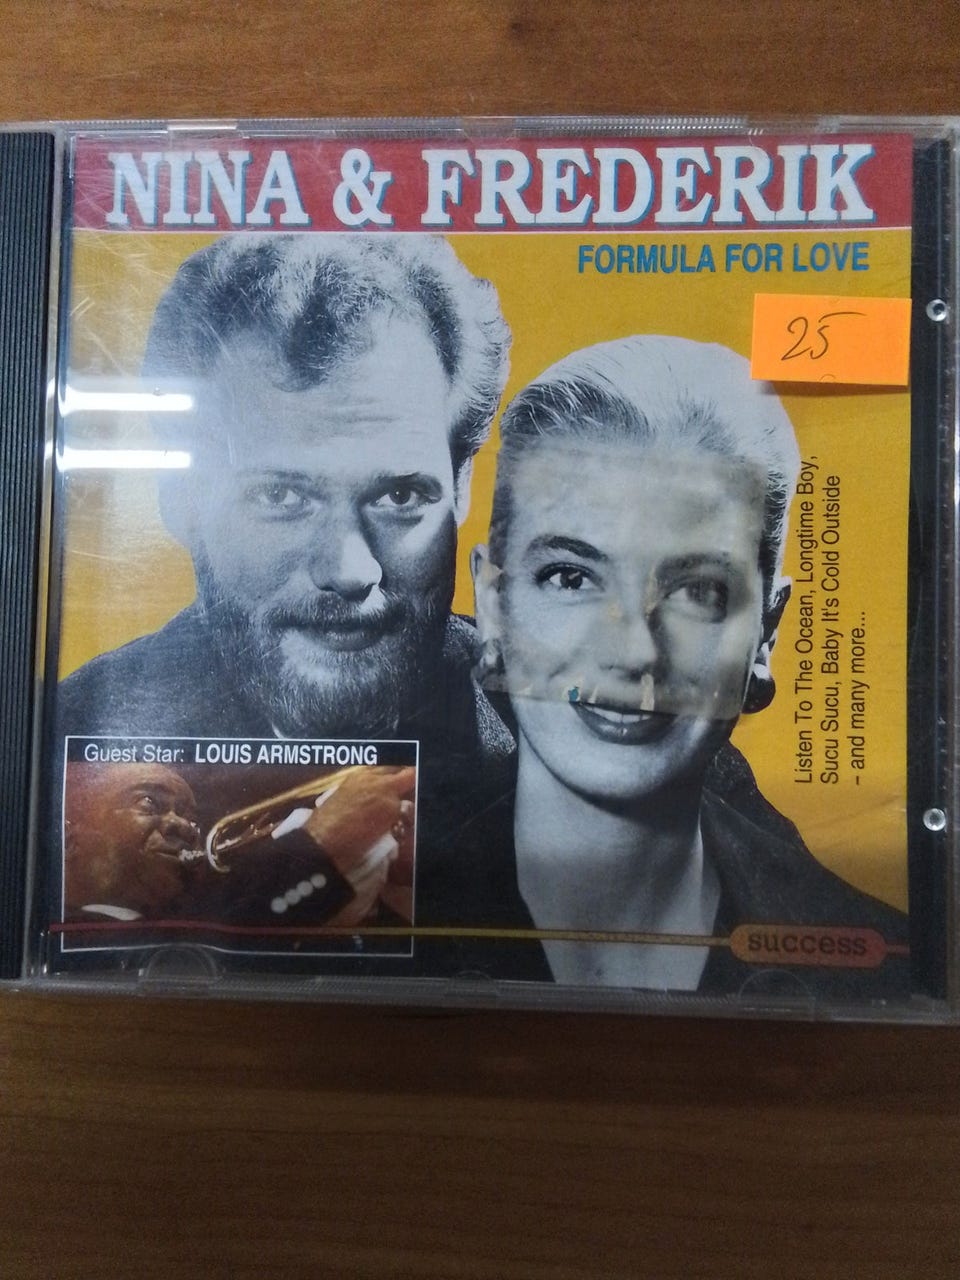 NINA & FREDERIK
FORMULA FOR LOVE
25
Listen To The Ocean, Longtime Boy,
Sucu Sucu, Baby It's Cold Outside
– and many more...
Guest Star: LOUIS ARMSTRONG
success